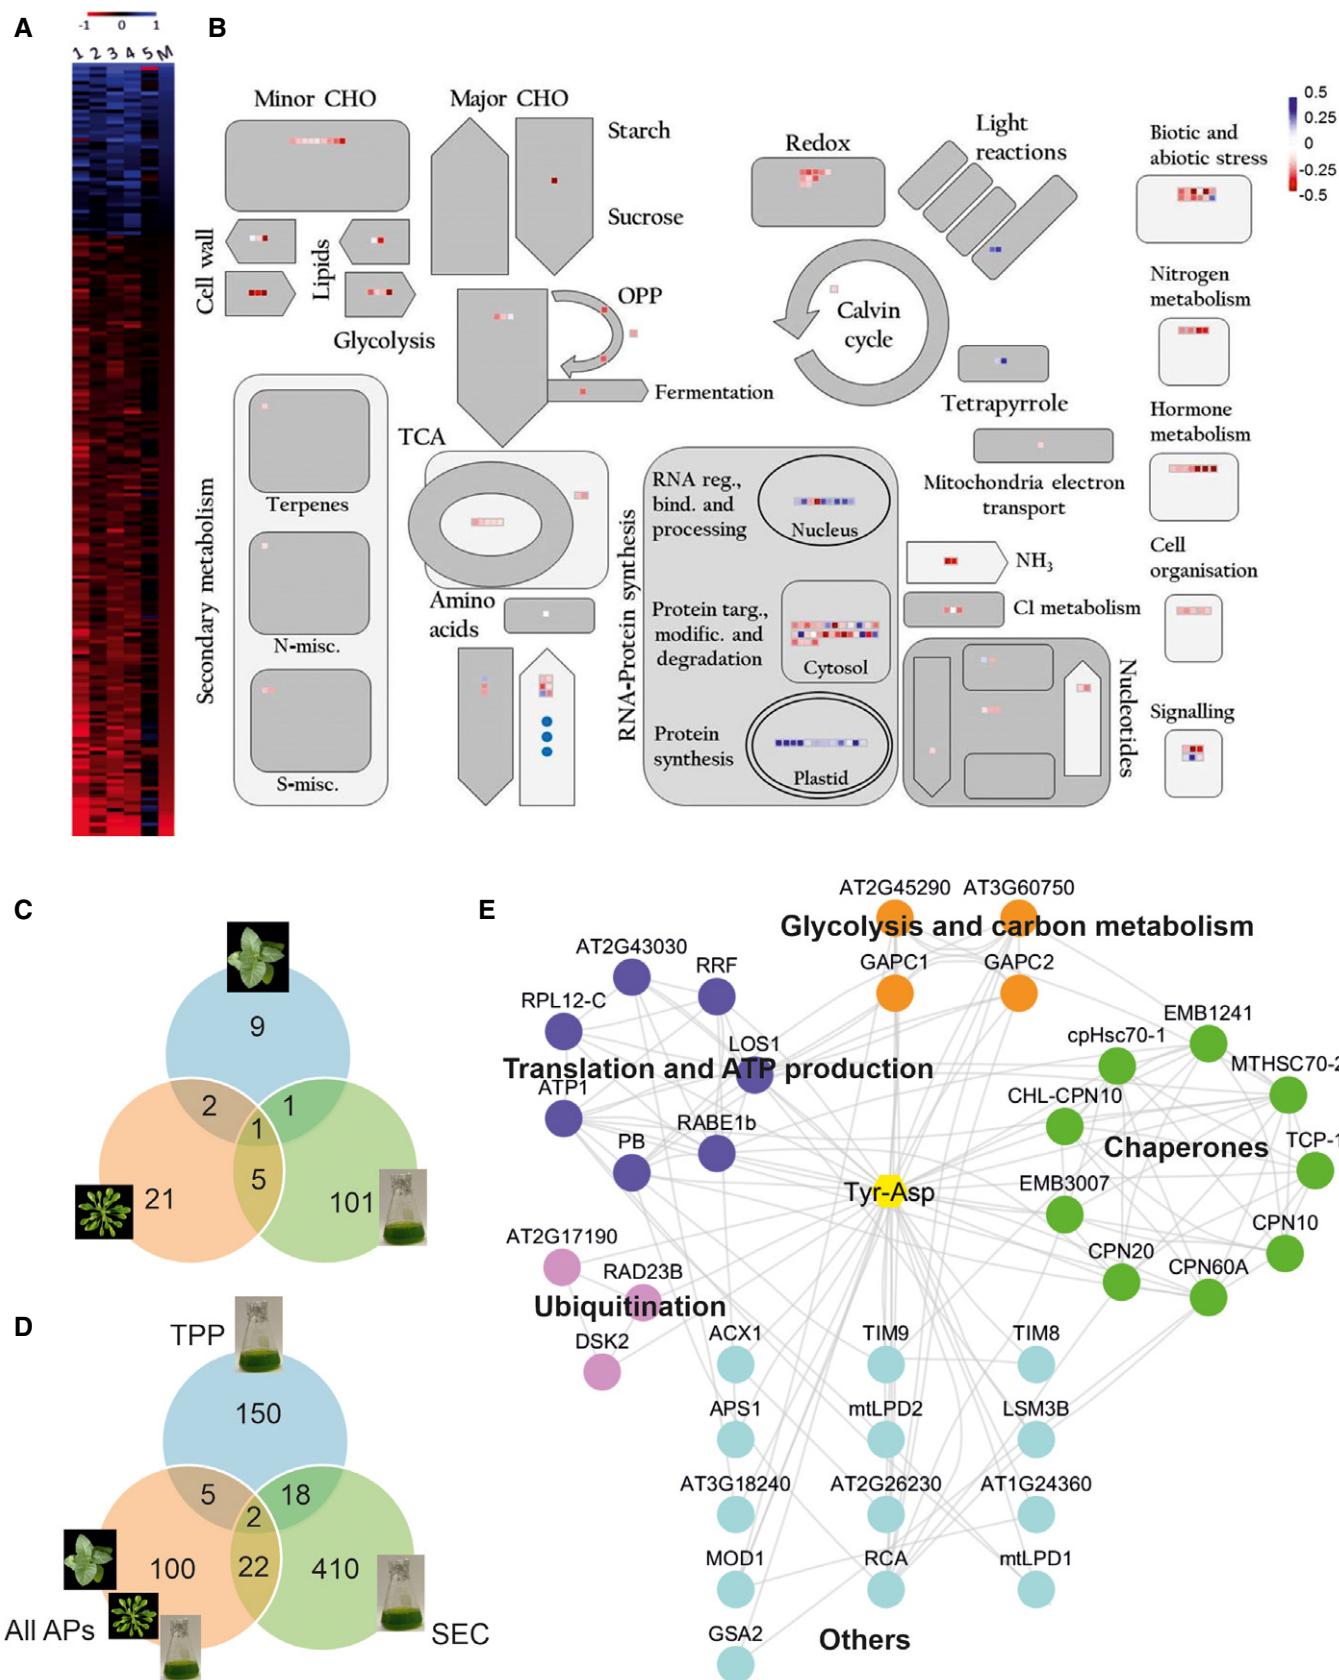 A
-1 0 1
1 2 3 4 5 M
B
Minor CHO
Major CHO
Starch
Sucrose
Cell wall
Lipids
Glycolysis
OPP
Fermentation
Redox
Light
reactions
Calvin
cycle
Tetrapyrrole
Mitochondria electron
transport
0.5
0.25
0
-0.25
-0.5
Biotic and
abiotic stress
Nitrogen
metabolism
Hormone
metabolism
Cell
organisation
Signalling
Secondary metabolism
Terpenes
N-misc.
S-misc.
TCA
Amino
acids
RNA-Protein synthesis
RNA reg.,
bind. and
processing
Nucleus
Protein targ.,
modific. and
degradation
Cytosol
Protein
synthesis
Plastid
NH3
C1 metabolism
Nucleotides
C
9
2
1
1
5
21
101
D
TPP
150
5
18
2
22
100
410
All APs
SEC
E
AT2G45290
AT3G60750
Glycolysis and carbon metabolism
GAPC1
GAPC2
AT2G43030
RRF
RPL12-C
LOS1
Translation and ATP production
ATP1
RABE1b
PB
EMB1241
cpHsc70-1
MTHSC70-2
CHL-CPN10
TCP-1
Chaperones
EMB3007
CPN10
CPN20
CPN60A
Tyr-Asp
AT2G17190
RAD23B
Ubiquitination
DSK2
ACX1
TIM9
TIM8
APS1
mtLPD2
LSM3B
AT3G18240
AT2G26230
AT1G24360
MOD1
RCA
mtLPD1
GSA2
Others